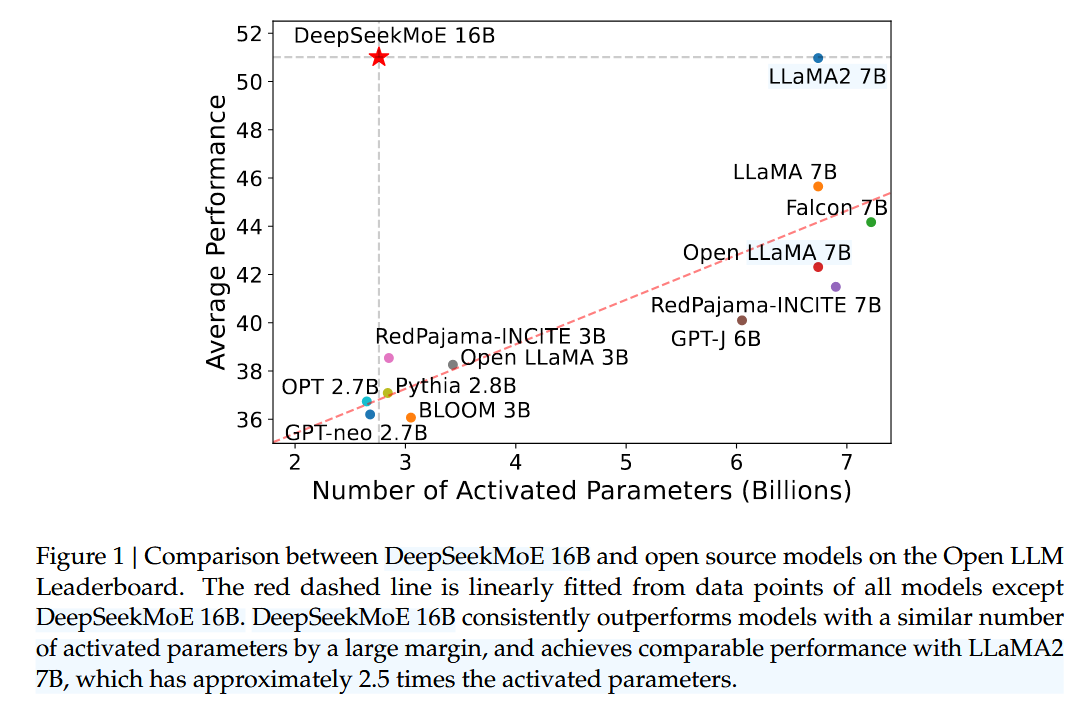 52
50
48
46
44
42
40
38
36
Average Performance
DeepSeekMoE 16B
LLaMA2 7B
LLaMA 7B
Falcon 7B
Open LLaMA 7B
RedPajama-INCITE 7B
GPT-J 6B
RedPajama-INCITE 3B
Open LLaMA 3B
OPT 2.7B
Pythia 2.8B
BLOOM 3B
GPT-neo 2.7B
2 3 4 5 6 7
Number of Activated Parameters (Billions)
Figure 1 | Comparison between DeepSeekMoE 16B and open source models on the Open LLM
Leaderboard. The red dashed line is linearly fitted from data points of all models except
DeepSeekMoE 16B. DeepSeekMoE 16B consistently outperforms models with a similar number
of activated parameters by a large margin, and achieves comparable performance with LLaMA2
7B, which has approximately 2.5 times the activated parameters.